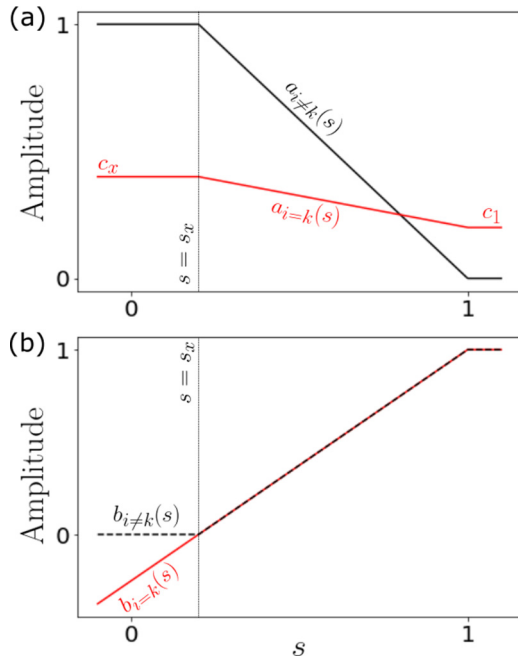 (a)
1
a_{i≠k}(s)
Amplitude
c_x
c_1
a_{i=k}(s)
s = s_x
0
0
1
(b)
1
s = s_x
Amplitude
b_{i≠k}(s)
0
b_{i=k}(s)
0
s
1